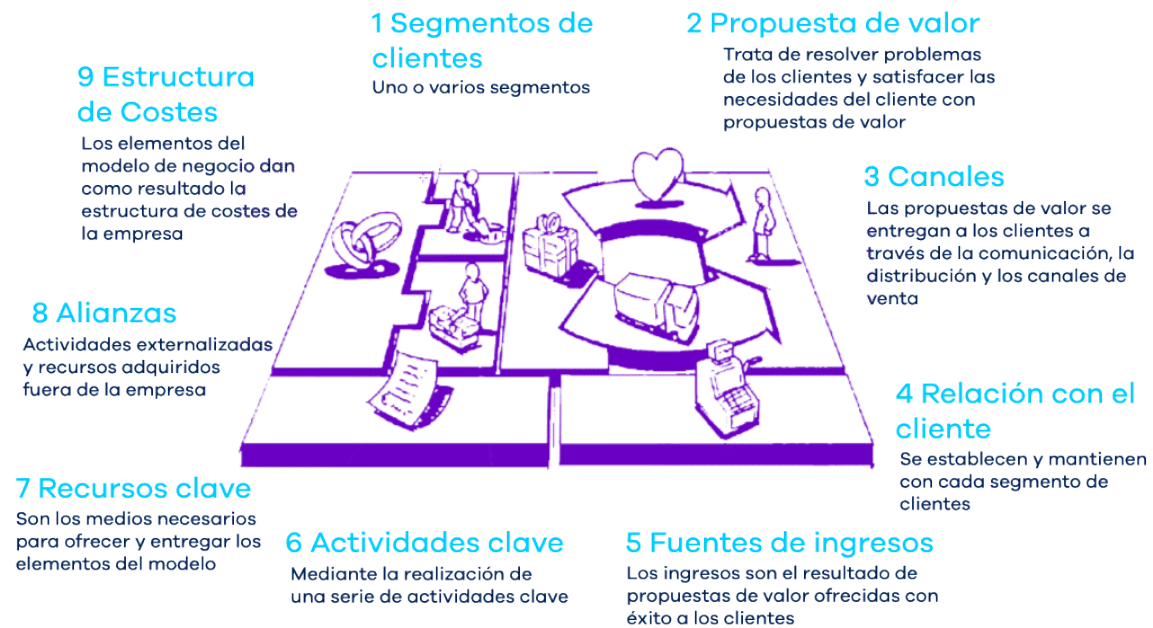 1 Segmentos de
clientes
Uno o varios segmentos
2 Propuesta de valor
Trata de resolver problemas
de los clientes y satisfacer las
necesidades del cliente con
propuestas de valor
3 Canales
Las propuestas de valor se
entregan a los clientes a
través de la comunicación, la
distribución y los canales de
venta
4 Relación con el
cliente
Se establecen y mantienen
con cada segmento de
clientes
5 Fuentes de ingresos
Los ingresos son el resultado de
propuestas de valor ofrecidas con
éxito a los clientes
6 Actividades clave
Mediante la realización de
una serie de actividades clave
7 Recursos clave
Son los medios necesarios
para ofrecer y entregar los
elementos del modelo
8 Alianzas
Actividades externalizadas
y recursos adquiridos
fuera de la empresa
9 Estructura
de Costes
Los elementos del
modelo de negocio dan
como resultado la
estructura de costes de
la empresa